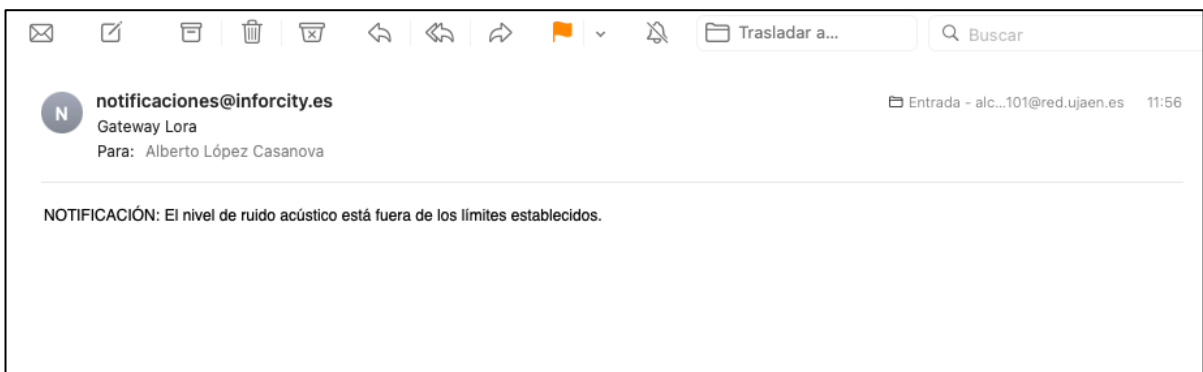 Trasladar a...
Buscar
N
notificaciones@inforcity.es
Entrada - alc...101@red.ujaen.es 11:56
Gateway Lora
Para: Alberto López Casanova
NOTIFICACIÓN: El nivel de ruido acústico está fuera de los límites establecidos.